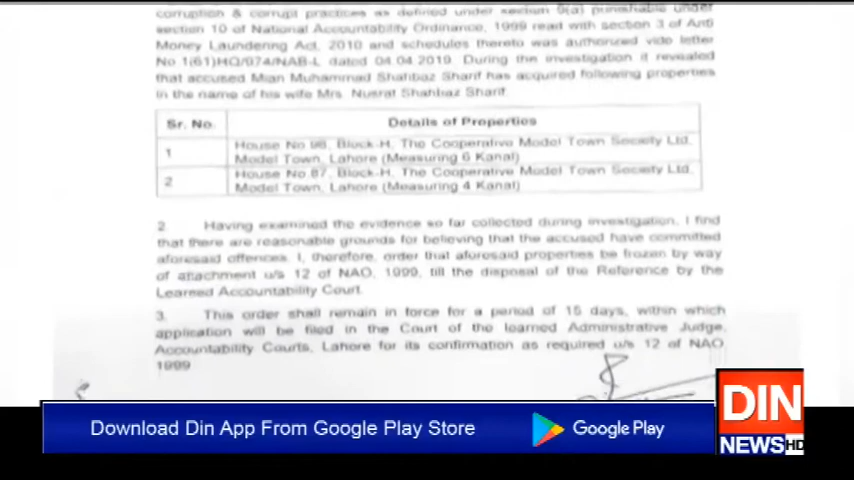 corruption & corrupt practices as defined under section 9(a) punishable under
section 10 of National Accountability Ordinance, 1999 read with section 3 of Anti
Money Laundering Act, 2010 and schedules thereto was authorized vide letter
No.1(61)HQ/974/NAB-L dated 04.04.2019. During the investigation it revealed
that accused Mian Muhammad Shahbaz Sharif has acquired following properties
in the name of his wife Mrs. Nusrat Shahbaz Sharif.
Sr. No. Details of Properties
1 House No 96, Block-H, The Cooperative Model Town Society Ltd.
Model Town, Lahore (Measuring 6 Kanal)
2 House No.87, Block-H, The Cooperative Model Town Society Ltd.
Model Town, Lahore (Measuring 4 Kanal)
2. Having examined the evidence so far collected during investigation, I find
that there are reasonable grounds for believing that the accused have committed
aforesaid offences. I, therefore, order that aforesaid properties be frozen by way
of attachment u/s 12 of NAO, 1999, till the disposal of the Reference by the
Learned Accountability Court.
3. This order shall remain in force for a period of 15 days, within which
application will be filed in the Court of the learned Administrative Judge,
Accountability Courts, Lahore for its confirmation as required u/s 12 of NAO
1999
Download Din App From Google Play Store
Google Play
DIN
NEWS HD